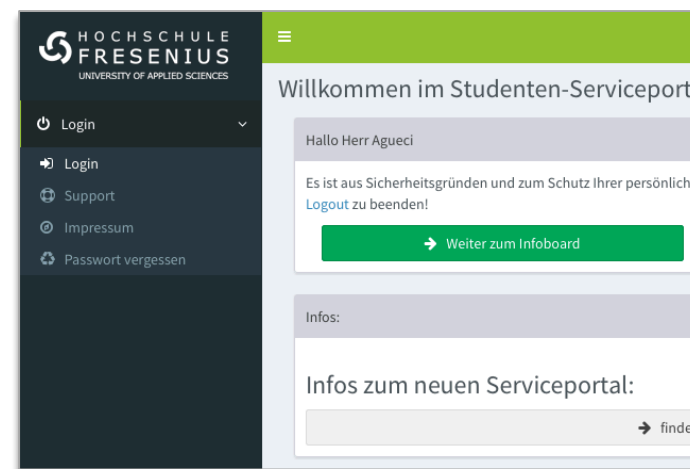 HOCHSCHULE
FRESENIUS
UNIVERSITY OF APPLIED SCIENCES
Login
Login
Support
Impressum
Passwort vergessen
Willkommen im Studenten-Serviceport
Hallo Herr Agueci
Es ist aus Sicherheitsgründen und zum Schutz Ihrer persönlich
Logout zu beenden!
Weiter zum Infoboard
Infos:
Infos zum neuen Serviceportal:
finde